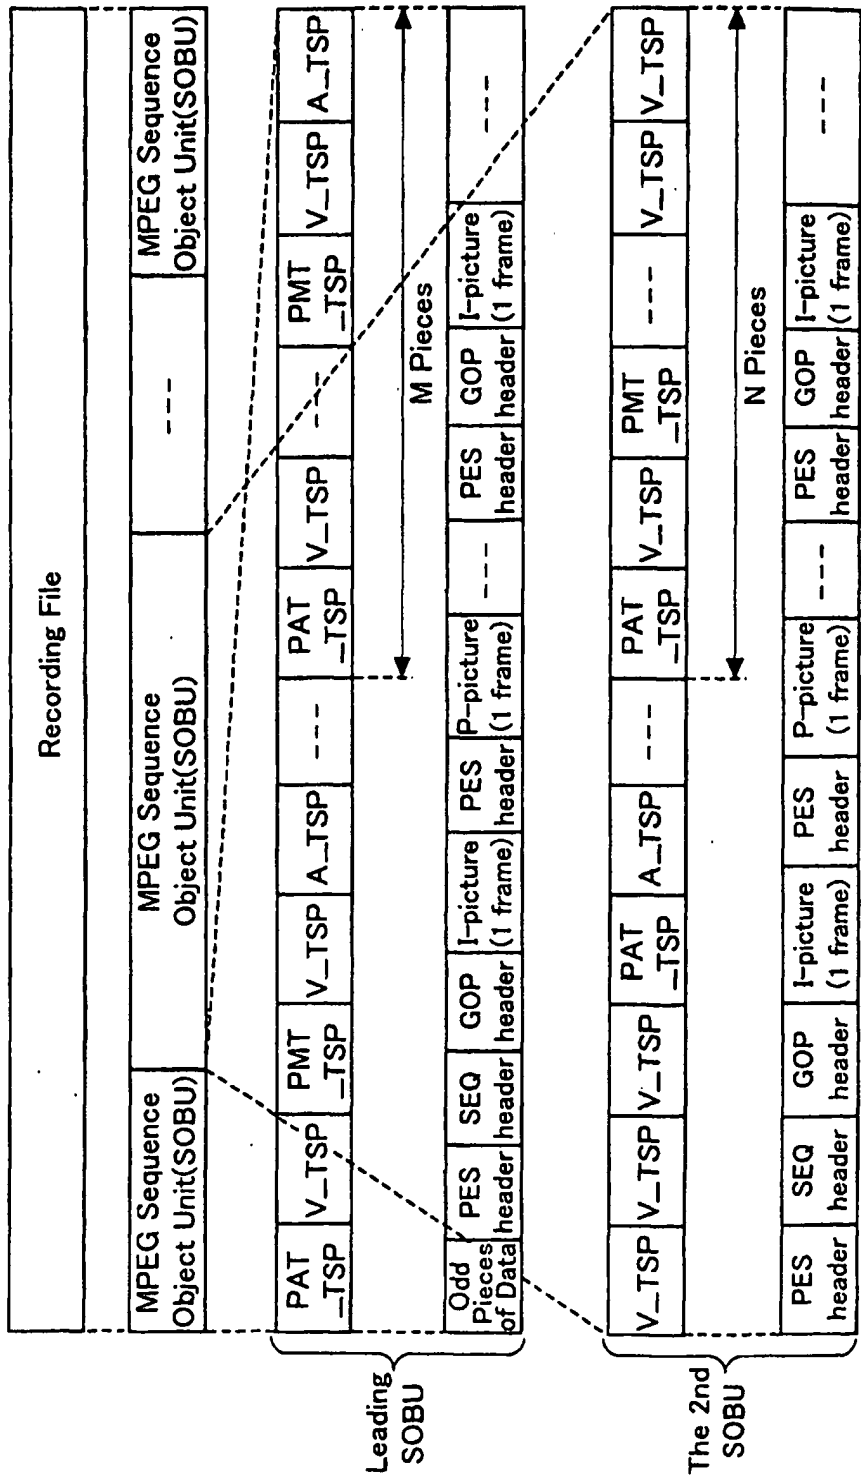 Recording File
MPEG Sequence
Object Unit(SOBU)
MPEG Sequence
Object Unit(SOBU)
---
MPEG Sequence
Object Unit(SOBU)
Leading
SOBU
PAT
_TSP
V_TSP
PMT
_TSP
V_TSP
A_TSP
---
PAT
_TSP
V_TSP
---
PMT
_TSP
V_TSP
A_TSP
M Pieces
Odd
Pieces
of Data
PES
header
SEQ
header
GOP
header
I-picture
(1 frame)
PES
header
P-picture
(1 frame)
---
PES
header
GOP
header
I-picture
(1 frame)
---
The 2nd
SOBU
V_TSP
V_TSP
V_TSP
PAT
_TSP
A_TSP
---
PAT
_TSP
V_TSP
PMT
_TSP
---
V_TSP
V_TSP
N Pieces
PES
header
SEQ
header
GOP
header
I-picture
(1 frame)
PES
header
P-picture
(1 frame)
---
PES
header
GOP
header
I-picture
(1 frame)
---